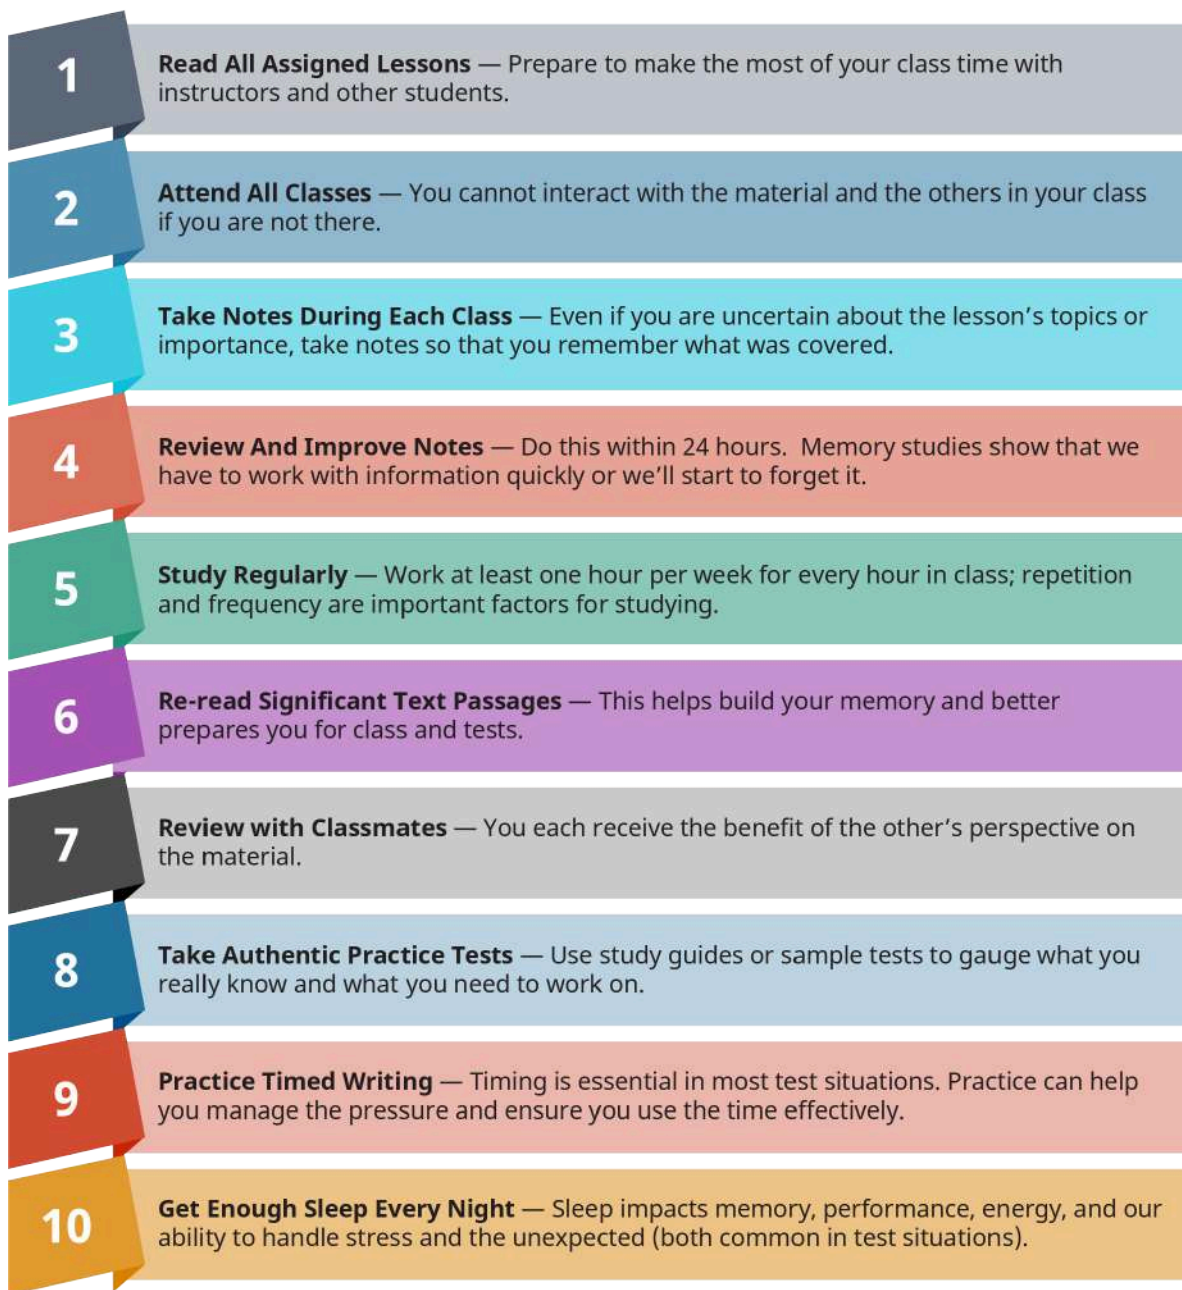 1
Read All Assigned Lessons — Prepare to make the most of your class time with
instructors and other students.
2
Attend All Classes — You cannot interact with the material and the others in your class
if you are not there.
3
Take Notes During Each Class — Even if you are uncertain about the lesson’s topics or
importance, take notes so that you remember what was covered.
4
Review And Improve Notes — Do this within 24 hours.  Memory studies show that we
have to work with information quickly or we’ll start to forget it.
5
Study Regularly — Work at least one hour per week for every hour in class; repetition
and frequency are important factors for studying.
6
Re-read Significant Text Passages — This helps build your memory and better
prepares you for class and tests.
7
Review with Classmates — You each receive the benefit of the other’s perspective on
the material.
8
Take Authentic Practice Tests — Use study guides or sample tests to gauge what you
really know and what you need to work on.
9
Practice Timed Writing — Timing is essential in most test situations. Practice can help
you manage the pressure and ensure you use the time effectively.
10
Get Enough Sleep Every Night — Sleep impacts memory, performance, energy, and our
ability to handle stress and the unexpected (both common in test situations).